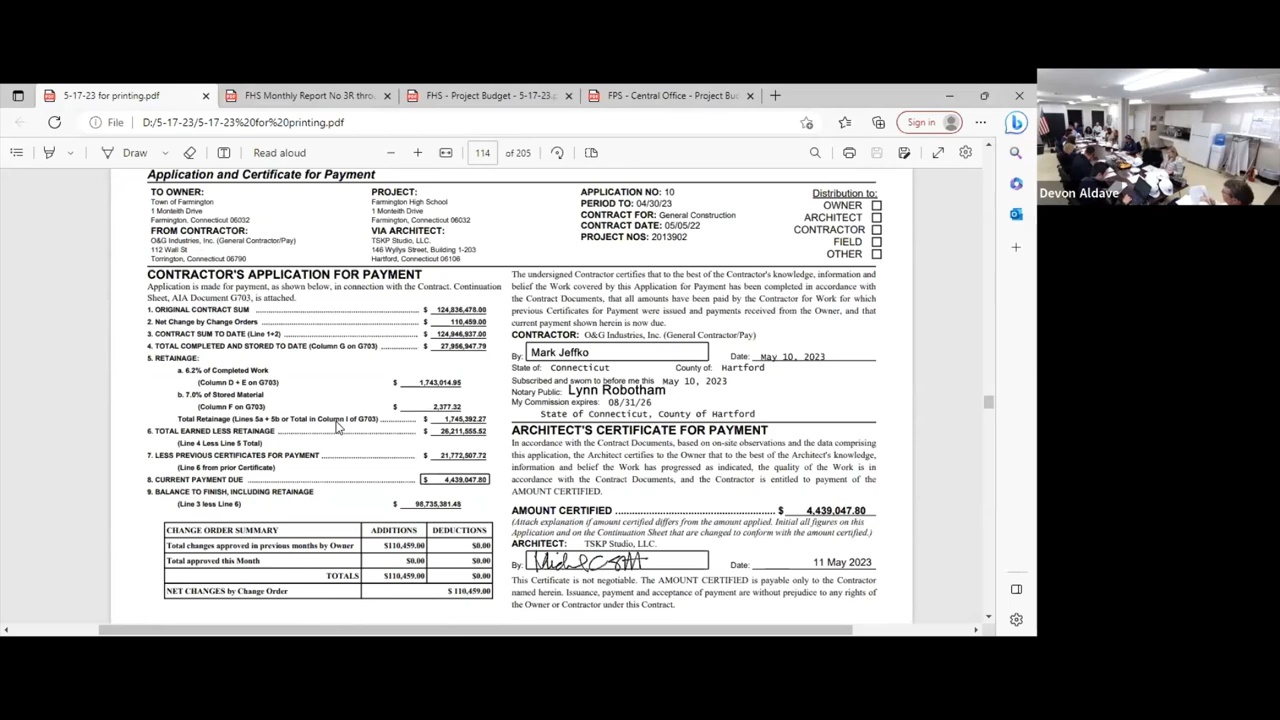 5-17-23 for printing.pdf
FHS Monthly Report No 3R thro
FHS - Project Budget - 5-17-23.p
FPS - Central Office - Project Bud
File D:/5-17-23/5-17-23%20for%20printing.pdf
Sign in
Draw
Read aloud
114 of 205
Devon Aldave
Application and Certificate for Payment
TO OWNER:
Town of Farmington
1 Monteith Drive
Farmington, Connecticut 06032
FROM CONTRACTOR:
O&G Industries, Inc. (General Contractor/Pay)
112 Wall St
Torrington, Connecticut 06790
PROJECT:
Farmington High School
1 Monteith Drive
Farmington, Connecticut 06032
VIA ARCHITECT:
TSKP Studio, LLC.
146 Wyllys Street, Building 1-203
Hartford, Connecticut 06106
APPLICATION NO: 10
PERIOD TO: 04/30/23
CONTRACT FOR: General Construction
CONTRACT DATE: 05/05/22
PROJECT NOS: 2013902
Distribution to:
OWNER
ARCHITECT
CONTRACTOR
FIELD
OTHER
CONTRACTOR'S APPLICATION FOR PAYMENT
Application is made for payment, as shown below, in connection with the Contract. Continuation
Sheet, AIA Document G703, is attached.
1. ORIGINAL CONTRACT SUM $ 124,836,478.00
2. Net Change by Change Orders $ 110,459.00
3. CONTRACT SUM TO DATE (Line 1+2) $ 124,946,937.00
4. TOTAL COMPLETED AND STORED TO DATE (Column G on G703) $ 27,956,947.79
5. RETAINAGE:
a. 6.2% of Completed Work
(Column D + E on G703) $ 1,743,014.95
b. 7.0% of Stored Material
(Column F on G703) $ 2,377.32
Total Retainage (Lines 5a + 5b or Total in Column I of G703) $ 1,745,392.27
6. TOTAL EARNED LESS RETAINAGE $ 26,211,555.52
(Line 4 Less Line 5 Total)
7. LESS PREVIOUS CERTIFICATES FOR PAYMENT $ 21,772,507.72
(Line 6 from prior Certificate)
8. CURRENT PAYMENT DUE $ 4,439,047.80
9. BALANCE TO FINISH, INCLUDING RETAINAGE
(Line 3 less Line 6) $ 98,735,381.48
CHANGE ORDER SUMMARY ADDITIONS DEDUCTIONS
Total changes approved in previous months by Owner $110,459.00 $0.00
Total approved this Month $0.00 $0.00
TOTALS $110,459.00 $0.00
NET CHANGES by Change Order $ 110,459.00
The undersigned Contractor certifies that to the best of the Contractor's knowledge, information and
belief the Work covered by this Application for Payment has been completed in accordance with
the Contract Documents, that all amounts have been paid by the Contractor for Work for which
previous Certificates for Payment were issued and payments received from the Owner, and that
current payment shown herein is now due.
CONTRACTOR: O&G Industries, Inc. (General Contractor/Pay)
By: Mark Jeffko Date: May 10, 2023
State of: Connecticut County of: Hartford
Subscribed and sworn to before me this May 10, 2023
Notary Public: Lynn Robotham
My Commission expires: 08/31/26
State of Connecticut, County of Hartford
ARCHITECT'S CERTIFICATE FOR PAYMENT
In accordance with the Contract Documents, based on on-site observations and the data comprising
this application, the Architect certifies to the Owner that to the best of the Architect's knowledge,
information and belief the Work has progressed as indicated, the quality of the Work is in
accordance with the Contract Documents, and the Contractor is entitled to payment of the
AMOUNT CERTIFIED.
AMOUNT CERTIFIED $ 4,439,047.80
(Attach explanation if amount certified differs from the amount applied. Initial all figures on this
Application and on the Continuation Sheet that are changed to conform with the amount certified.)
ARCHITECT: TSKP Studio, LLC.
By: Date: 11 May 2023
This Certificate is not negotiable. The AMOUNT CERTIFIED is payable only to the Contractor
named herein. Issuance, payment and acceptance of payment are without prejudice to any rights of
the Owner or Contractor under this Contract.